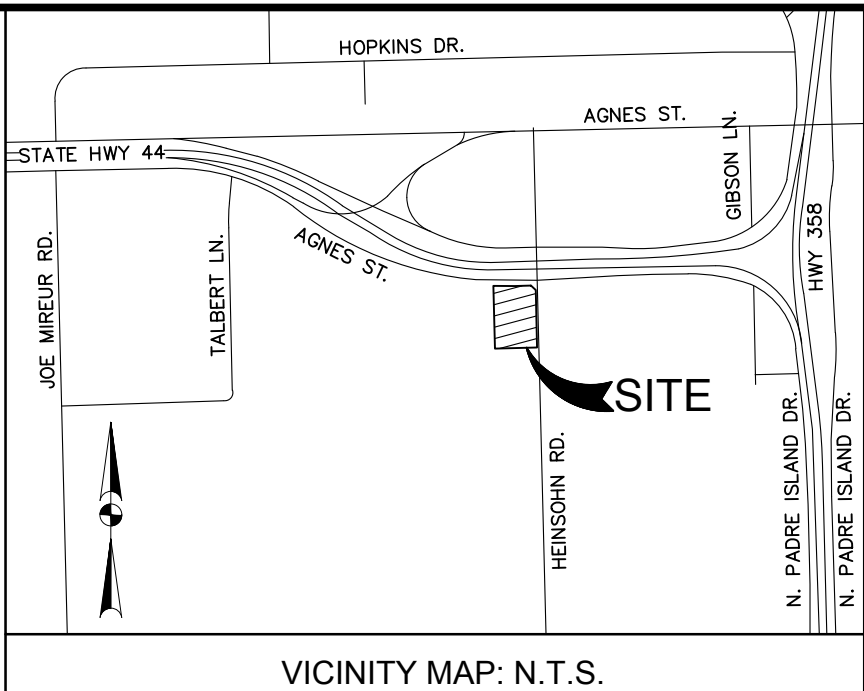 HOPKINS DR.
AGNES ST.
STATE HWY 44
GIBSON LN.
HWY 358
AGNES ST.
JOE MIREUR RD.
TALBERT LN.
SITE
HEINSOHN RD.
N. PADRE ISLAND DR.
N. PADRE ISLAND DR.
VICINITY MAP: N.T.S.